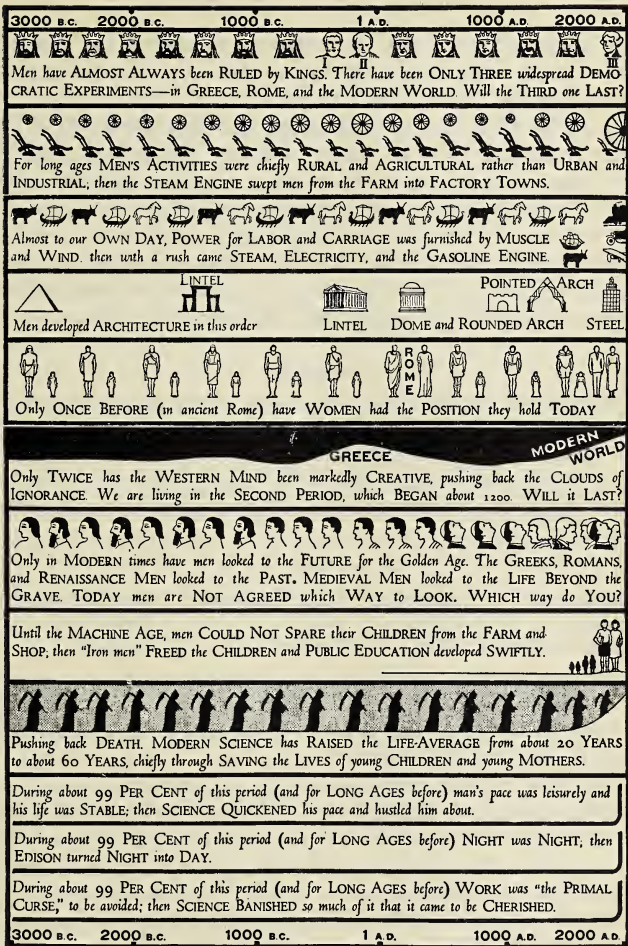 3000 B.C. 2000 B.C. 1000 B.C. 1 A.D. 1000 A.D. 2000 A.D.
I II III
Men have ALMOST ALWAYS been RULED by KINGS. There have been ONLY THREE widespread DEMO-
CRATIC EXPERIMENTS—in GREECE, ROME, and the MODERN WORLD. Will the THIRD one LAST?
For long ages MEN'S ACTIVITIES were chiefly RURAL and AGRICULTURAL rather than URBAN and
INDUSTRIAL; then the STEAM ENGINE swept men from the FARM into FACTORY TOWNS.
Almost to our OWN DAY, POWER for LABOR and CARRIAGE was furnished by MUSCLE
and WIND. then with a rush came STEAM, ELECTRICITY, and the GASOLINE ENGINE.
LINTEL POINTED ARCH
Men developed ARCHITECTURE in this order LINTEL DOME and ROUNDED ARCH STEEL
ROME
Only ONCE BEFORE (in ancient Rome) have WOMEN had the POSITION they hold TODAY
GREECE MODERN WORLD
Only TWICE has the WESTERN MIND been markedly CREATIVE, pushing back the CLOUDS of
IGNORANCE. We are living in the SECOND PERIOD, which BEGAN about 1200. WILL it LAST?
Only in MODERN times have men looked to the FUTURE for the Golden Age. The GREEKS, ROMANS,
and RENAISSANCE MEN looked to the PAST. MEDIEVAL MEN looked to the LIFE BEYOND the
GRAVE. TODAY men are NOT AGREED which WAY to LOOK. WHICH way do YOU?
Until the MACHINE AGE, men COULD NOT SPARE their CHILDREN from the FARM and
SHOP; then "Iron men" FREED the CHILDREN and PUBLIC EDUCATION developed SWIFTLY.
Pushing back DEATH. MODERN SCIENCE has RAISED the LIFE-AVERAGE from about 20 YEARS
to about 60 YEARS, chiefly through SAVING the LIVES of young CHILDREN and young MOTHERS.
During about 99 PER CENT of this period (and for LONG AGES before) man's pace was leisurely and
his life was STABLE; then SCIENCE QUICKENED his pace and hustled him about.
During about 99 PER CENT of this period (and for LONG AGES before) NIGHT was NIGHT; then
EDISON turned NIGHT into DAY.
During about 99 PER CENT of this period (and for LONG AGES before) WORK was "the PRIMAL
CURSE," to be avoided; then SCIENCE BANISHED so much of it that it came to be CHERISHED.
3000 B.C. 2000 B.C. 1000 B.C. 1 A.D. 1000 A.D. 2000 A.D.